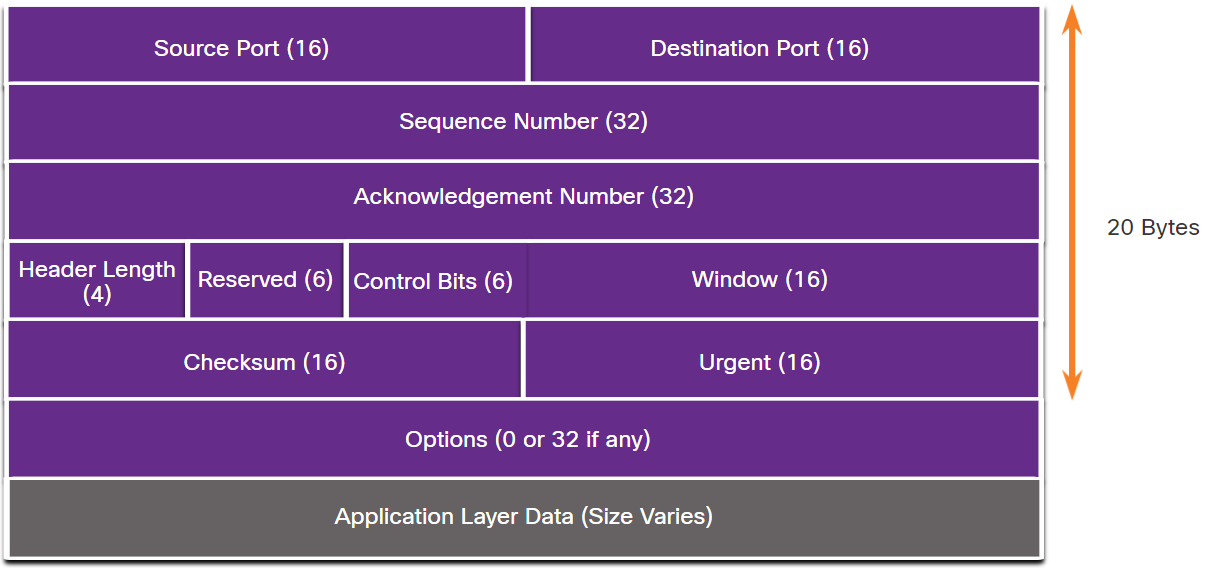 Source Port (16)
Destination Port (16)
Sequence Number (32)
Acknowledgement Number (32)
20 Bytes
Header Length
(4)
Reserved (6)
Control Bits (6)
Window (16)
Checksum (16)
Urgent (16)
Options (0 or 32 if any)
Application Layer Data (Size Varies)